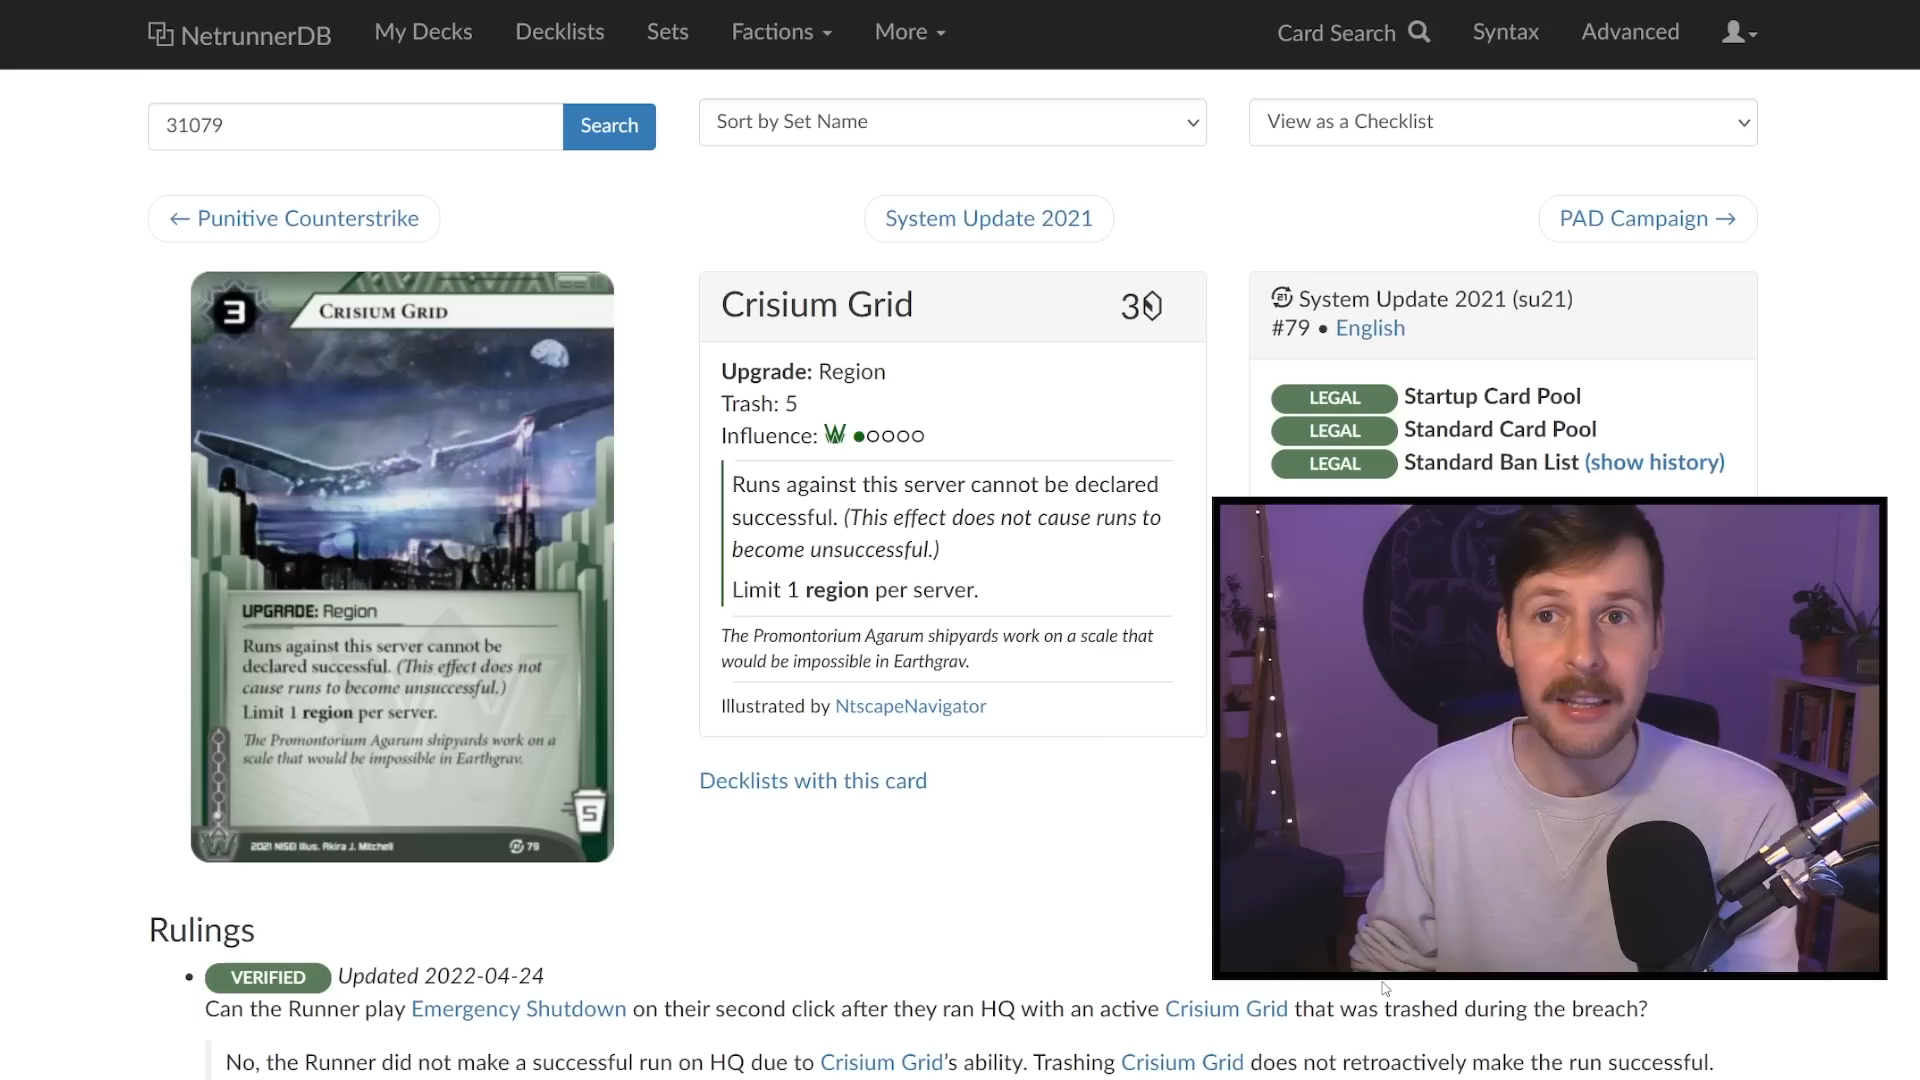 NetrunnerDB My Decks Decklists Sets Factions More Card Search Syntax Advanced
31079 Search Sort by Set Name View as a Checklist
← Punitive Counterstrike System Update 2021 PAD Campaign →
3
CRISIUM GRID
UPGRADE: Region
Runs against this server cannot be
declared successful. (This effect does not
cause runs to become unsuccessful.)
Limit 1 region per server.
The Promontorium Agarum shipyards work on a
scale that would be impossible in Earthgrav.
5
2021 NISEI Illus. Akira J. Mitchell 79
Crisium Grid 3
Upgrade: Region
Trash: 5
Influence:
Runs against this server cannot be declared
successful. (This effect does not cause runs to
become unsuccessful.)
Limit 1 region per server.
The Promontorium Agarum shipyards work on a scale that
would be impossible in Earthgrav.
Illustrated by NtscapeNavigator
Decklists with this card
System Update 2021 (su21)
#79 • English
LEGAL Startup Card Pool
LEGAL Standard Card Pool
LEGAL Standard Ban List (show history)
Rulings
• VERIFIED Updated 2022-04-24
Can the Runner play Emergency Shutdown on their second click after they ran HQ with an active Crisium Grid that was trashed during the breach?
No, the Runner did not make a successful run on HQ due to Crisium Grid's ability. Trashing Crisium Grid does not retroactively make the run successful.